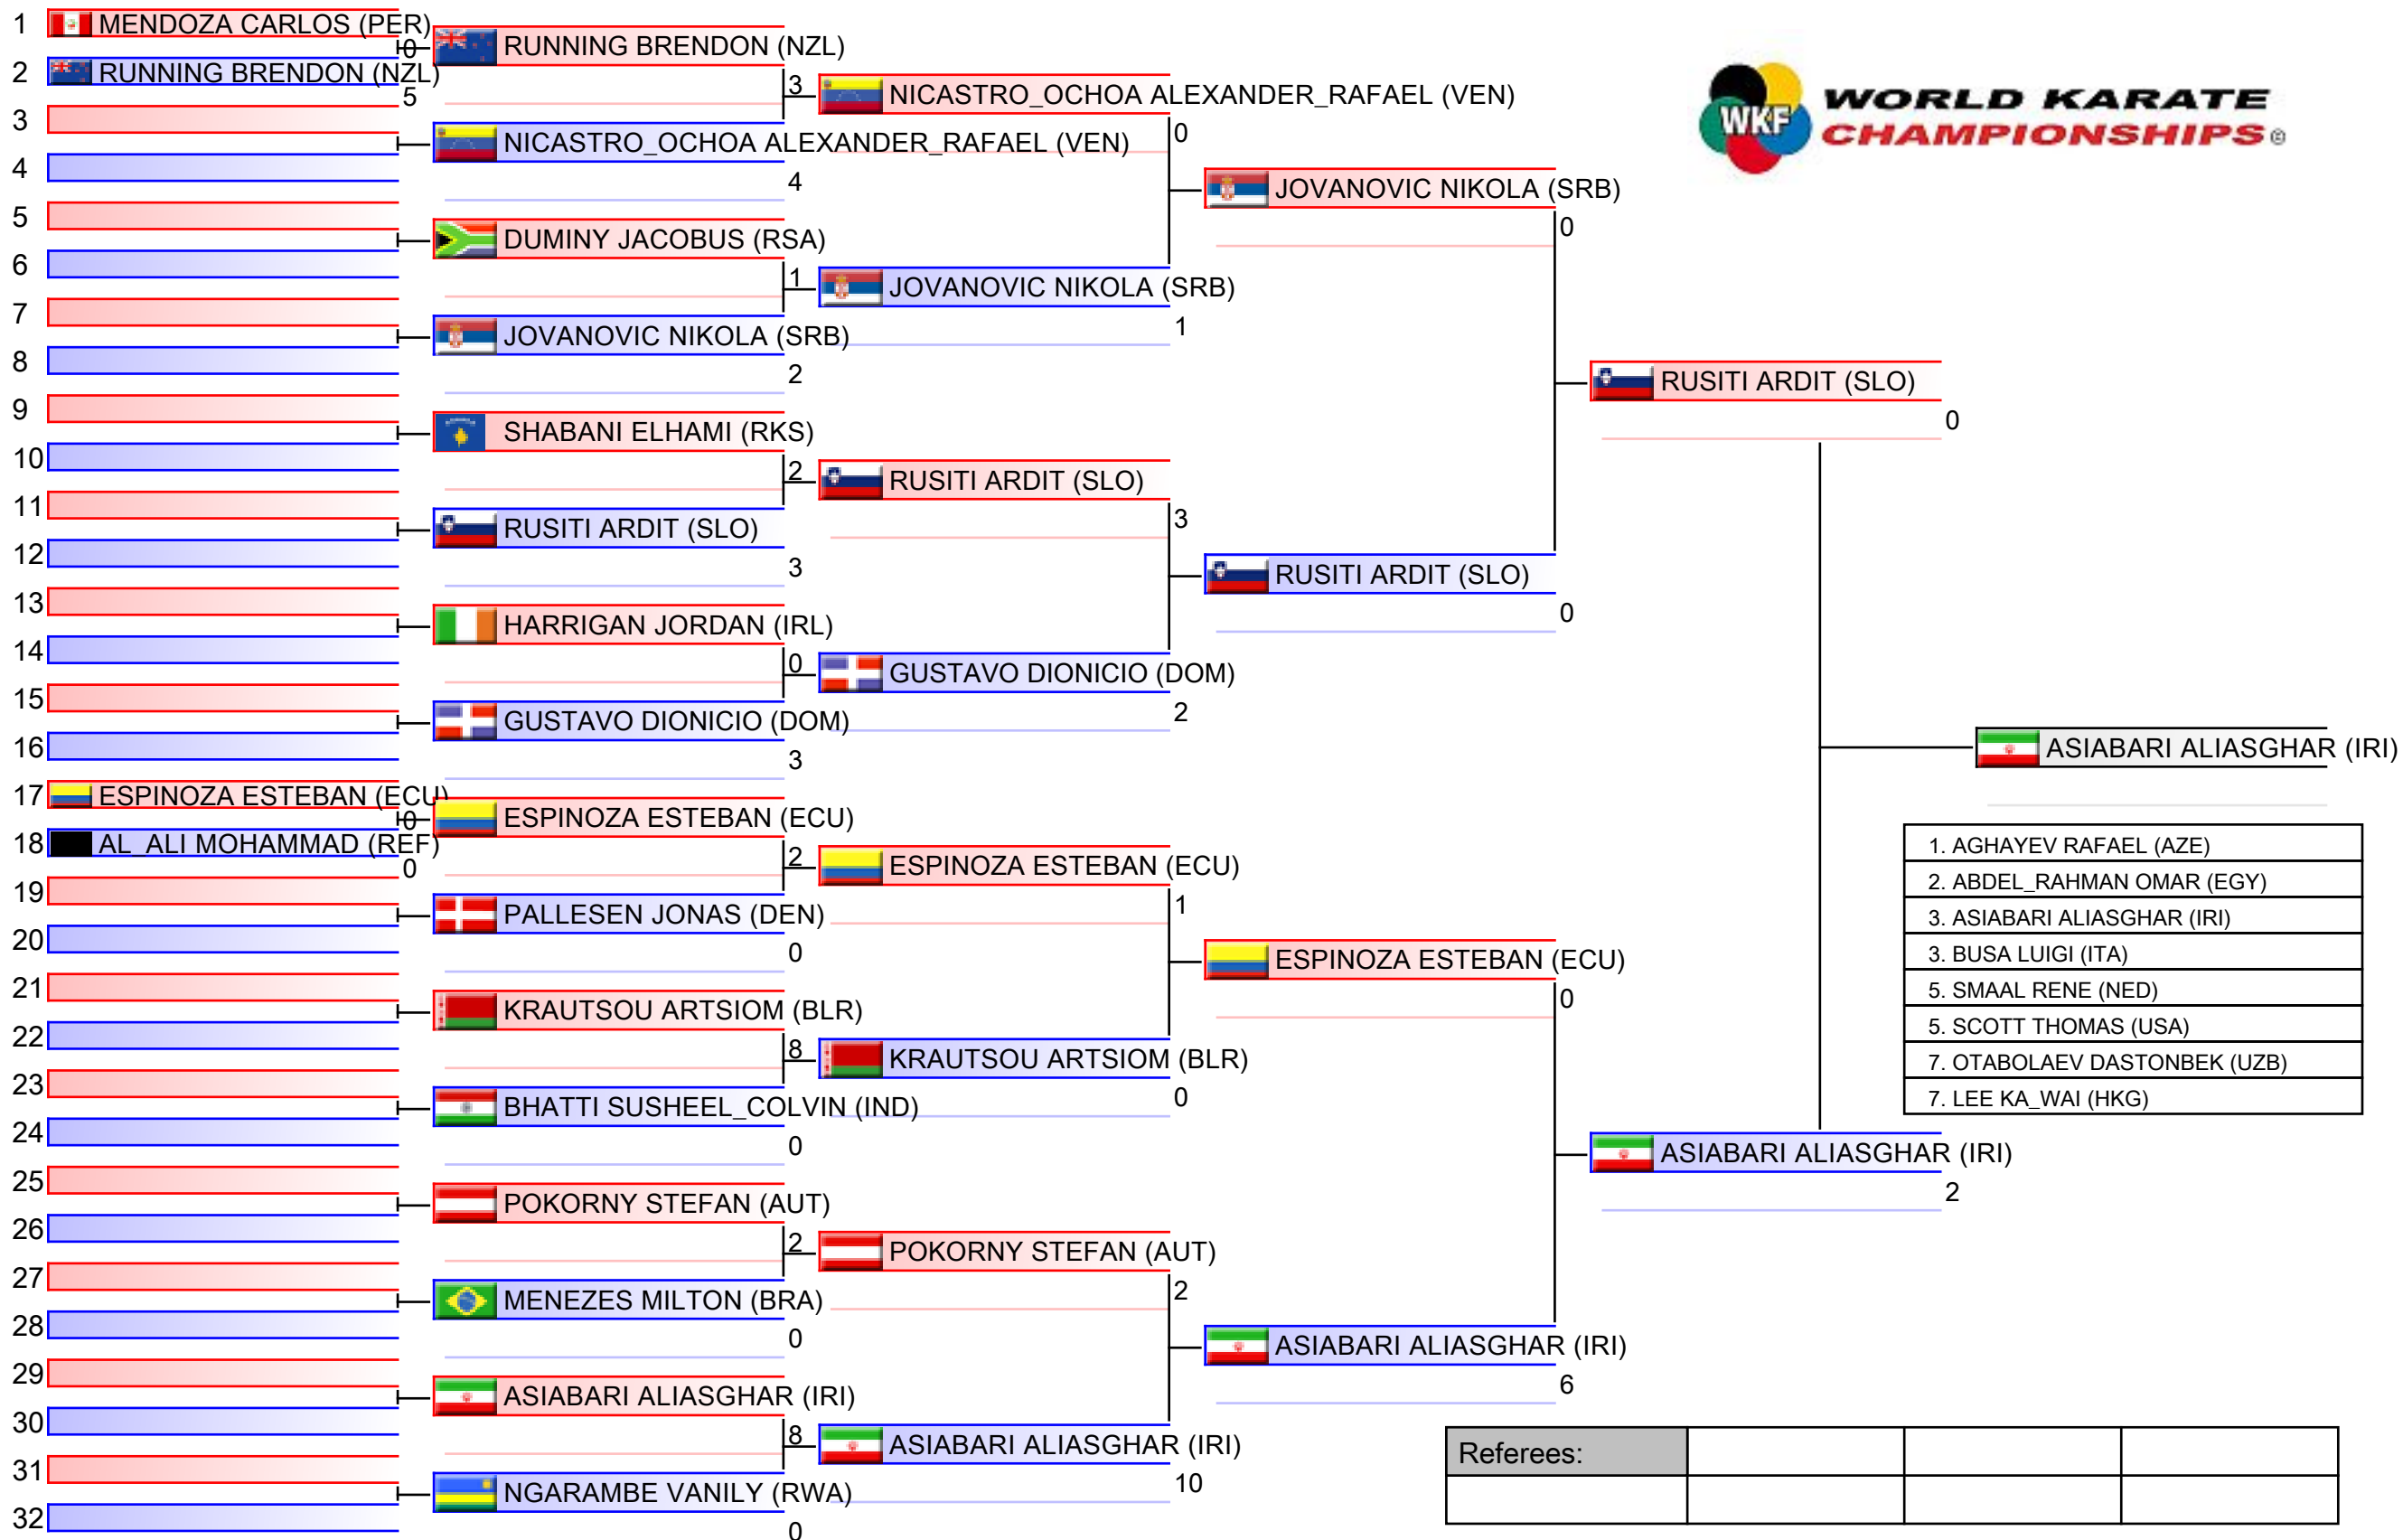 1 MENDOZA CARLOS (PER)
0
2 RUNNING BRENDON (NZL)
5
3
4
5
6
7
8
9
10
11
12
13
14
15
16
17 ESPINOZA ESTEBAN (ECU)
0
18 AL_ALI MOHAMMAD (REF)
0
19
20
21
22
23
24
25
26
27
28
29
30
31
32
RUNNING BRENDON (NZL)
3
NICASTRO_OCHOA ALEXANDER_RAFAEL (VEN)
4
DUMINY JACOBUS (RSA)
1
JOVANOVIC NIKOLA (SRB)
2
SHABANI ELHAMI (RKS)
2
RUSITI ARDIT (SLO)
3
HARRIGAN JORDAN (IRL)
0
GUSTAVO DIONICIO (DOM)
3
ESPINOZA ESTEBAN (ECU)
2
PALLESEN JONAS (DEN)
0
KRAUTSOU ARTSIOM (BLR)
8
BHATTI SUSHEEL_COLVIN (IND)
0
POKORNY STEFAN (AUT)
2
MENEZES MILTON (BRA)
0
ASIABARI ALIASGHAR (IRI)
8
NGARAMBE VANILY (RWA)
0
NICASTRO_OCHOA ALEXANDER_RAFAEL (VEN)
0
JOVANOVIC NIKOLA (SRB)
1
RUSITI ARDIT (SLO)
3
GUSTAVO DIONICIO (DOM)
2
ESPINOZA ESTEBAN (ECU)
1
KRAUTSOU ARTSIOM (BLR)
0
POKORNY STEFAN (AUT)
2
ASIABARI ALIASGHAR (IRI)
10
JOVANOVIC NIKOLA (SRB)
0
RUSITI ARDIT (SLO)
0
ESPINOZA ESTEBAN (ECU)
0
ASIABARI ALIASGHAR (IRI)
6
RUSITI ARDIT (SLO)
0
ASIABARI ALIASGHAR (IRI)
2
ASIABARI ALIASGHAR (IRI)
WKF
WORLD KARATE
CHAMPIONSHIPS ®
1. AGHAYEV RAFAEL (AZE)
2. ABDEL_RAHMAN OMAR (EGY)
3. ASIABARI ALIASGHAR (IRI)
3. BUSA LUIGI (ITA)
5. SMAAL RENE (NED)
5. SCOTT THOMAS (USA)
7. OTABOLAEV DASTONBEK (UZB)
7. LEE KA_WAI (HKG)
Referees: